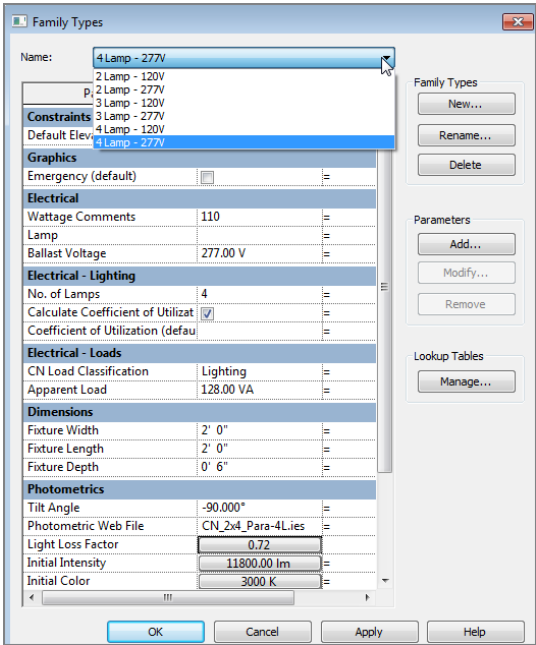 Family Types
Name: 4 Lamp - 277V
2 Lamp - 120V
2 Lamp - 277V
3 Lamp - 120V
3 Lamp - 277V
4 Lamp - 120V
4 Lamp - 277V
Constraints
Graphics
Emergency (default) =
Electrical
Wattage Comments 110 =
Lamp =
Ballast Voltage 277.00 V =
Electrical - Lighting
No. of Lamps 4 =
Calculate Coefficient of Utilizat =
Coefficient of Utilization (defau =
Electrical - Loads
CN Load Classification Lighting =
Apparent Load 128.00 VA =
Dimensions
Fixture Width 2' 0" =
Fixture Length 2' 0" =
Fixture Depth 0' 6" =
Photometrics
Tilt Angle -90.000° =
Photometric Web File CN_2x4_Para-4L.ies =
Light Loss Factor 0.72
Initial Intensity 11800.00 lm =
Initial Color 3000 K =
Family Types
New...
Rename...
Delete
Parameters
Add...
Modify...
Remove
Lookup Tables
Manage...
OK Cancel Apply Help